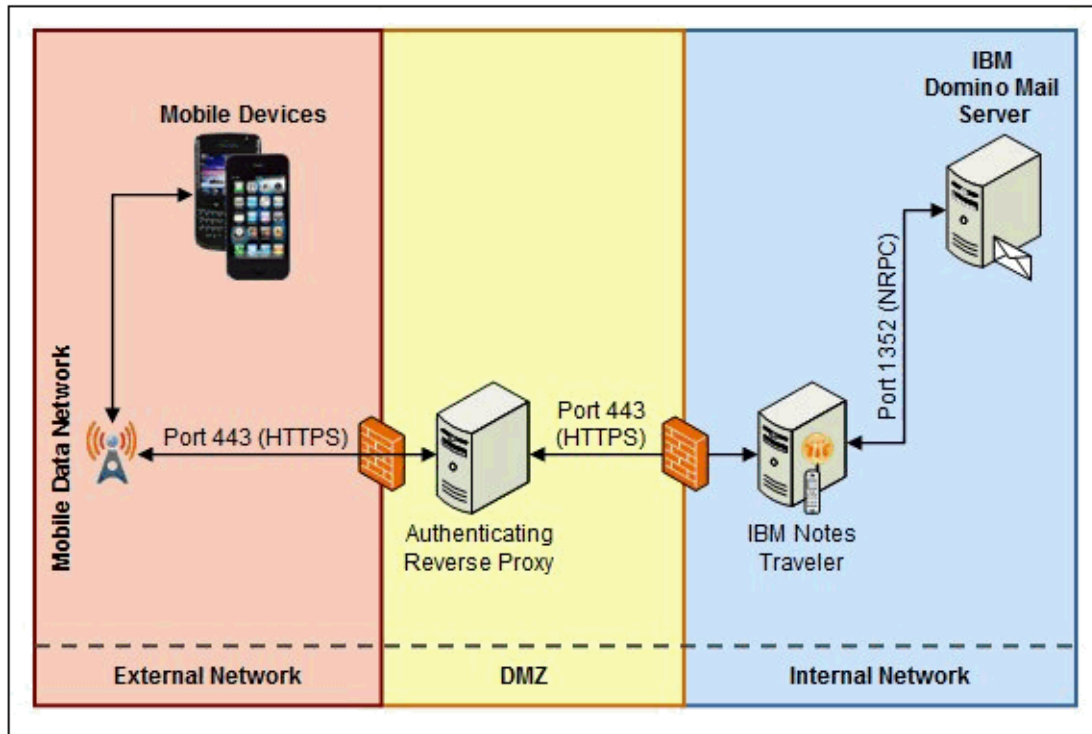 IBM
Domino Mail
Server
Mobile Devices
Mobile Data Network
Port 443 (HTTPS)
Port 443
(HTTPS)
Port 1352 (NRPC)
Authenticating
Reverse Proxy
IBM Notes
Traveler
External Network
DMZ
Internal Network